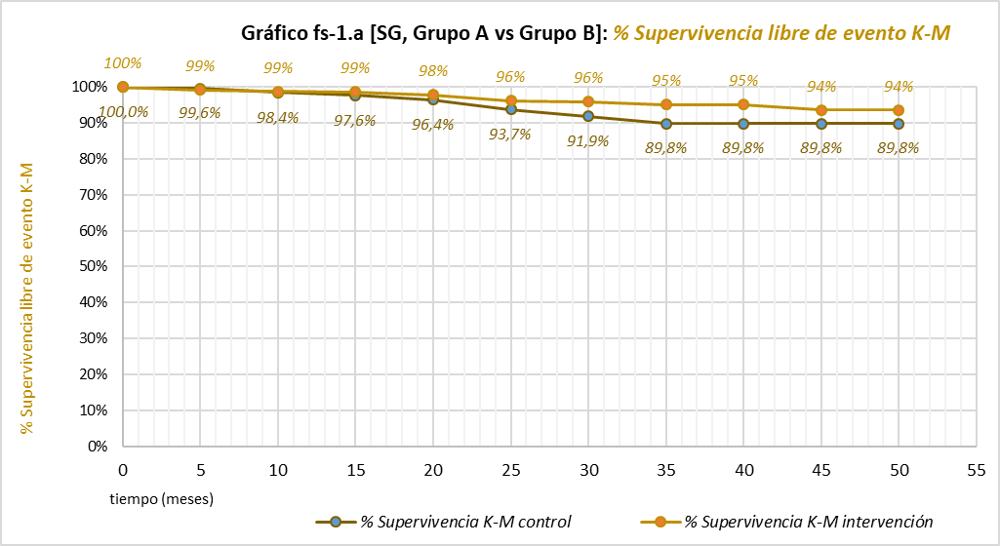 Gráfico fs-1.a [SG, Grupo A vs Grupo B]: % Supervivencia libre de evento K-M
100% 99% 99% 99% 98% 96% 96% 95% 95% 94% 94%
100,0% 99,6% 98,4% 97,6% 96,4% 93,7% 91,9% 89,8% 89,8% 89,8% 89,8%
% Supervivencia libre de evento K-M
100%
90%
80%
70%
60%
50%
40%
30%
20%
10%
0%
0 5 10 15 20 25 30 35 40 45 50 55
tiempo (meses)
% Supervivencia K-M control % Supervivencia K-M intervención